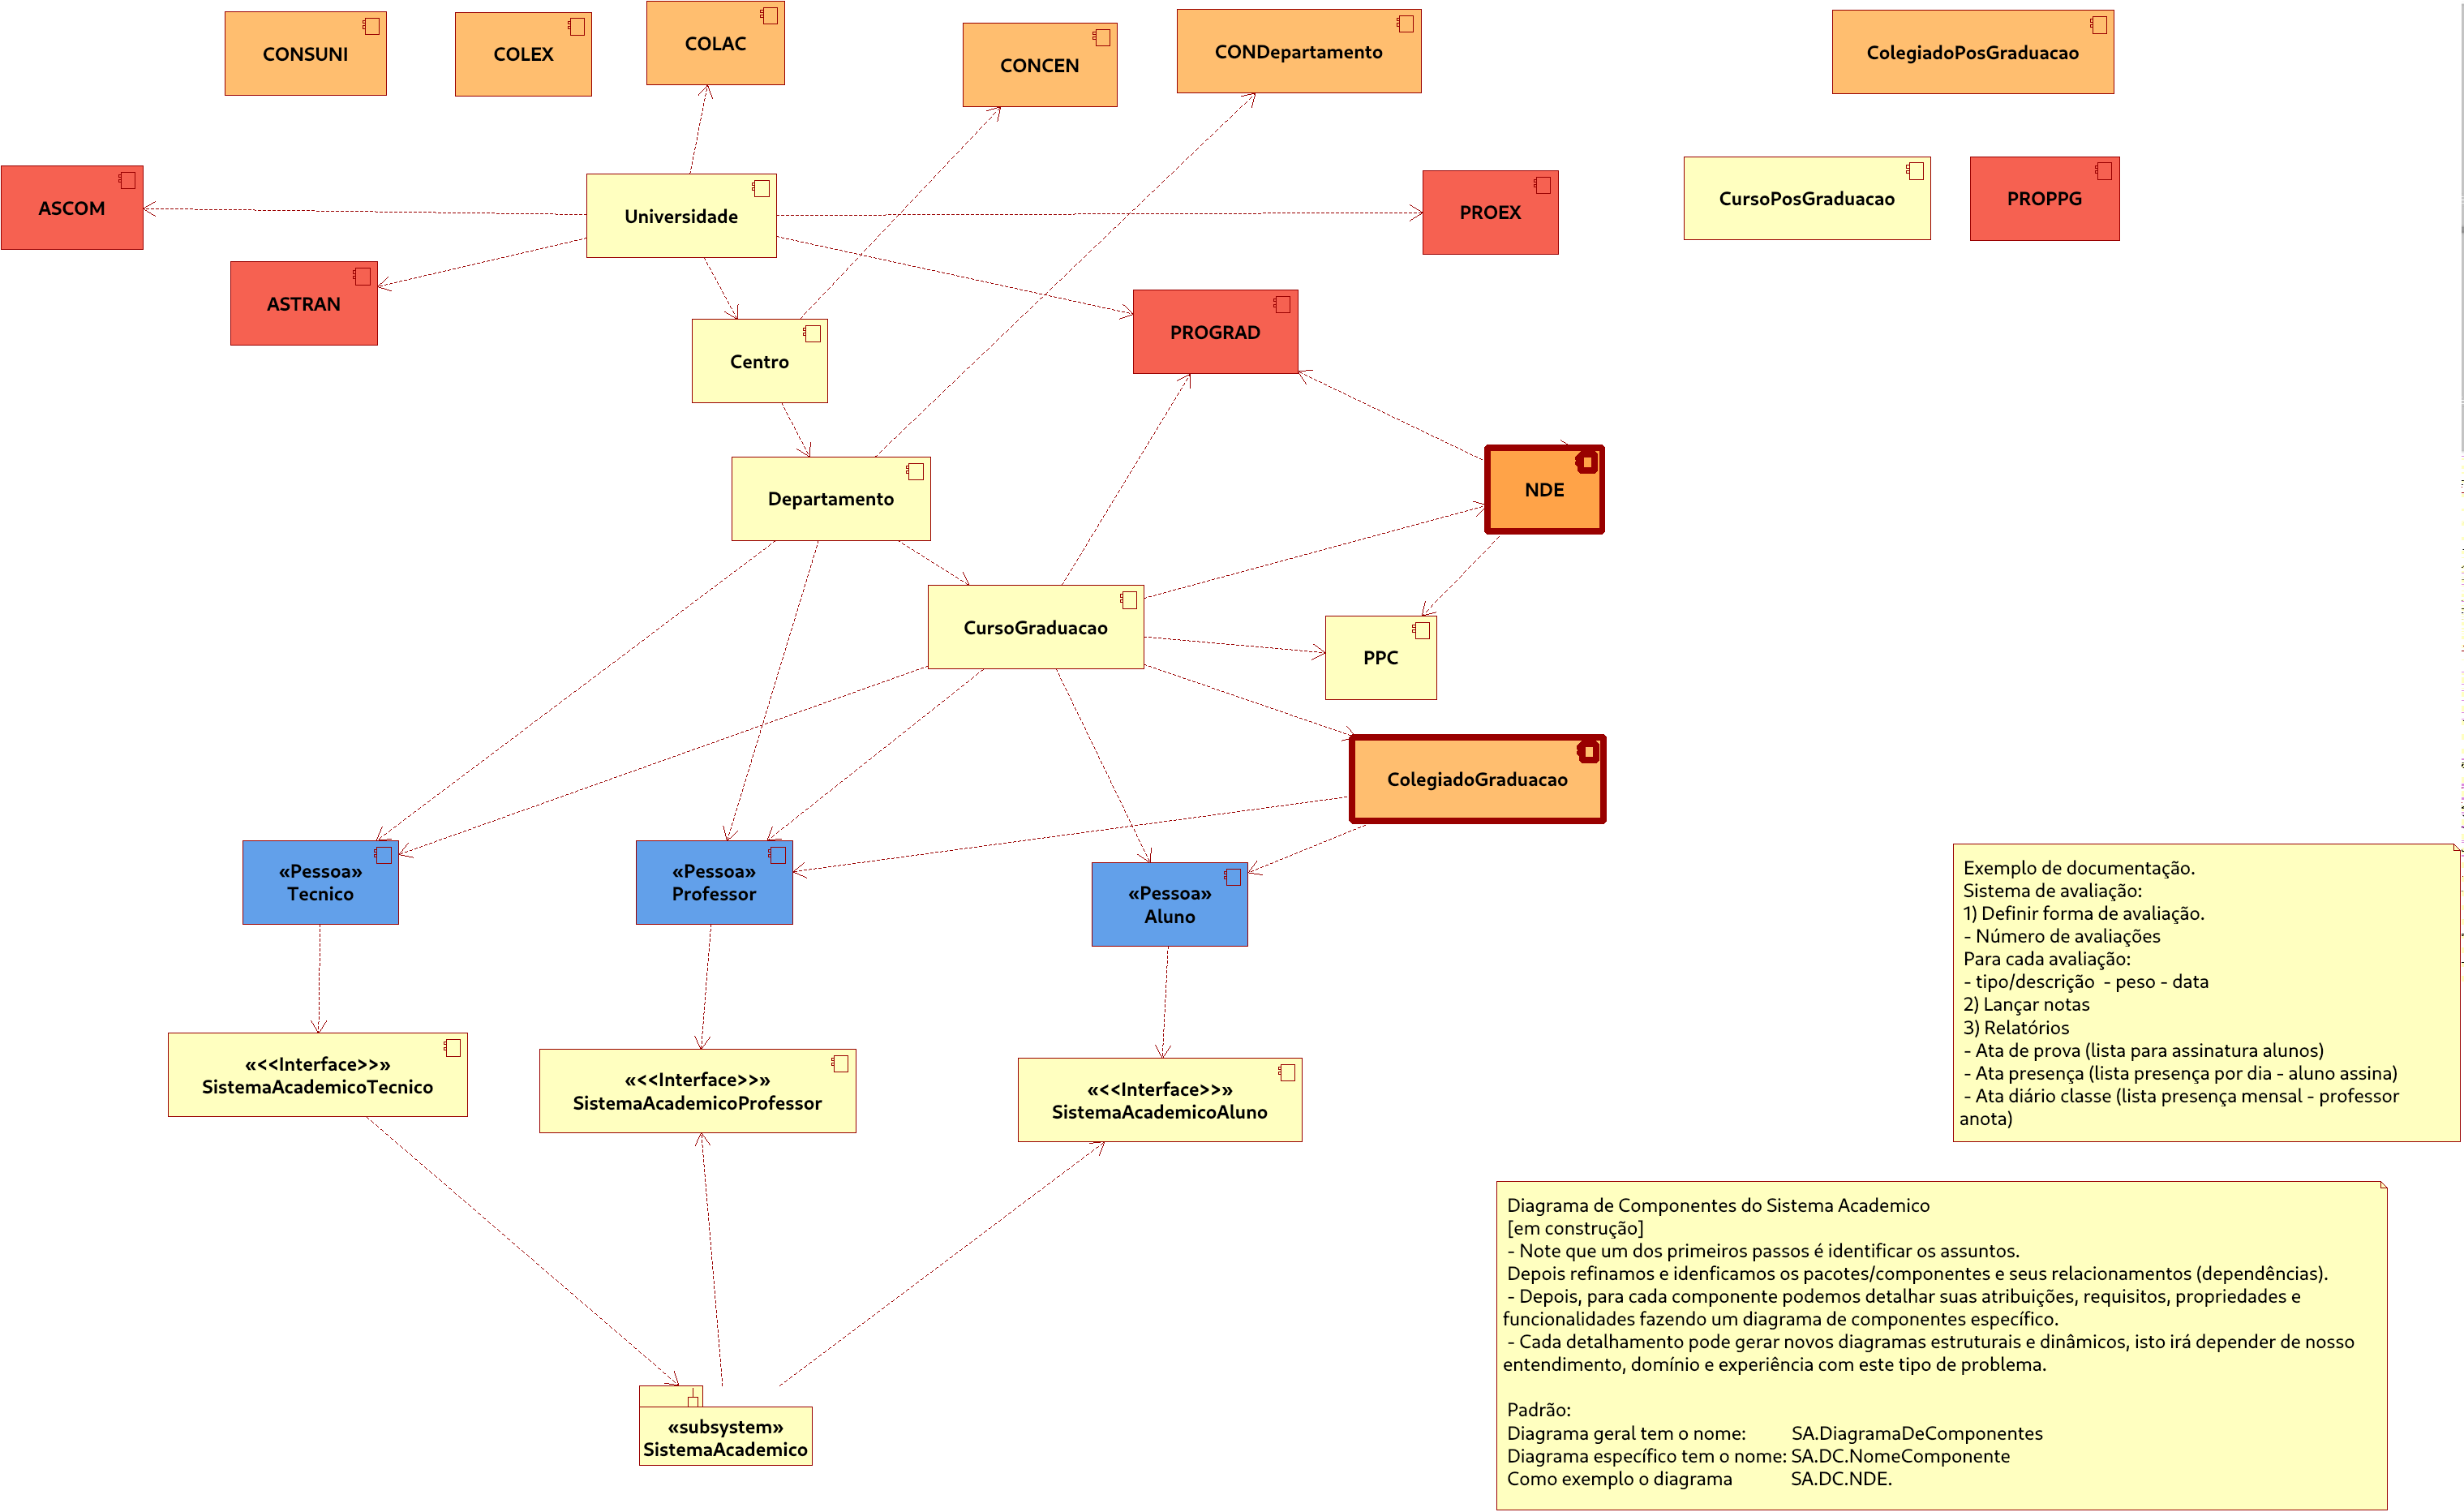 CONSUNI
COLEX
COLAC
CONCEN
CONDepartamento
ColegiadoPosGraduacao
ASCOM
Universidade
PROEX
CursoPosGraduacao
PROPPG
ASTRAN
Centro
PROGRAD
Departamento
NDE
CursoGraduacao
PPC
ColegiadoGraduacao
«Pessoa»
Tecnico
«Pessoa»
Professor
«Pessoa»
Aluno
«<<Interface>>»
SistemaAcademicoTecnico
«<<Interface>>»
SistemaAcademicoProfessor
«<<Interface>>»
SistemaAcademicoAluno
«subsystem»
SistemaAcademico
Exemplo de documentação.
Sistema de avaliação:
1) Definir forma de avaliação.
- Número de avaliações
Para cada avaliação:
- tipo/descrição  - peso - data
2) Lançar notas
3) Relatórios
- Ata de prova (lista para assinatura alunos)
- Ata presença (lista presença por dia - aluno assina)
- Ata diário classe (lista presença mensal - professor
anota)
Diagrama de Componentes do Sistema Academico
[em construção]
- Note que um dos primeiros passos é identificar os assuntos.
Depois refinamos e idenficamos os pacotes/componentes e seus relacionamentos (dependências).
- Depois, para cada componente podemos detalhar suas atribuições, requisitos, propriedades e
funcionalidades fazendo um diagrama de componentes específico.
- Cada detalhamento pode gerar novos diagramas estruturais e dinâmicos, isto irá depender de nosso
entendimento, domínio e experiência com este tipo de problema.
Padrão:
Diagrama geral tem o nome: SA.DiagramaDeComponentes
Diagrama específico tem o nome: SA.DC.NomeComponente
Como exemplo o diagrama SA.DC.NDE.